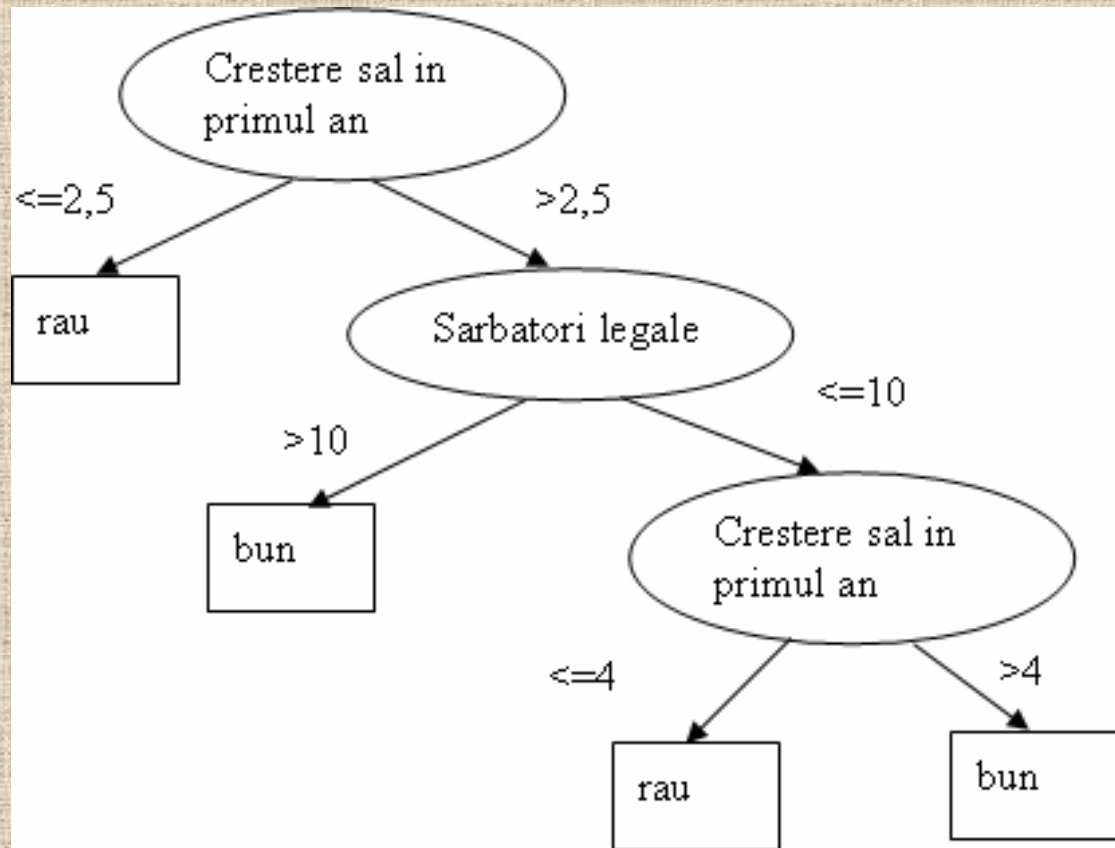 Crestere sal in
primul an
<=2,5
>2,5
rau
Sarbatori legale
<=10
>10
bun
Crestere sal in
primul an
<=4
>4
rau
bun